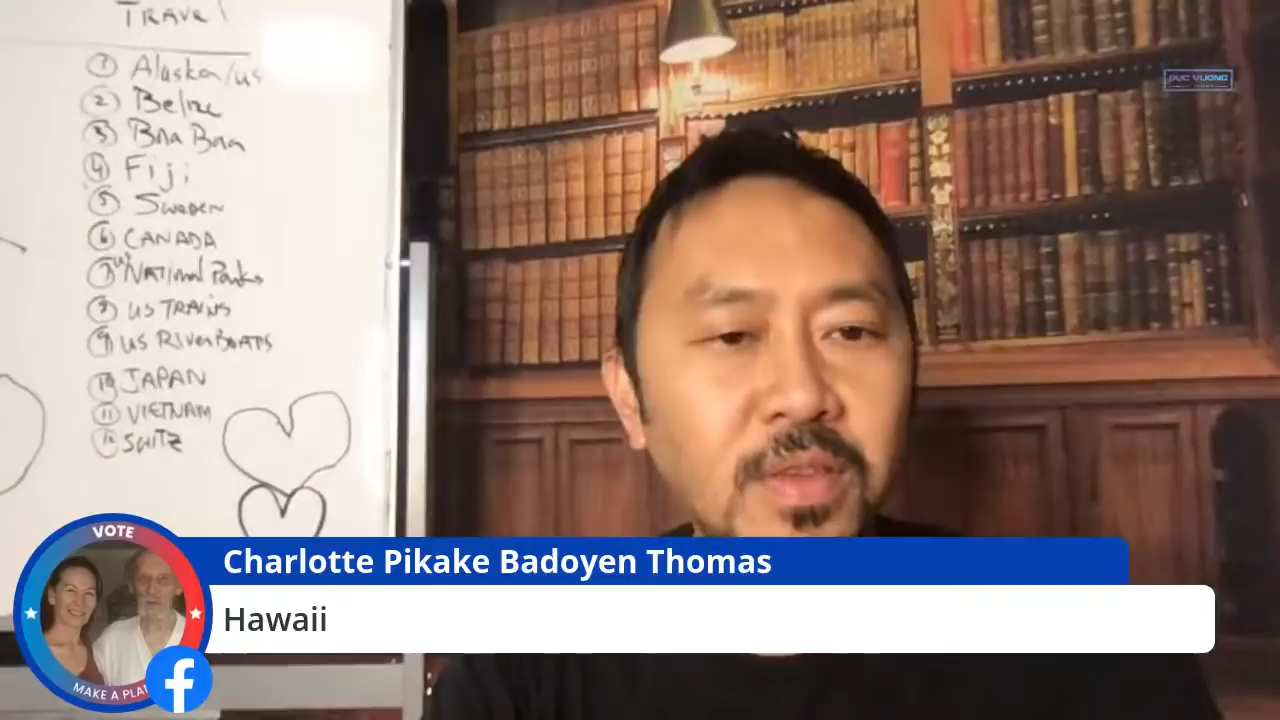 TRAVEL
① Alaska/US
② Belize
③ Bora Bora
④ Fiji
⑤ SWEDEN
⑥ CANADA
⑦ US NATIONAL Parks
⑧ US TRAINS
⑨ US RIVERBOATS
⑩ JAPAN
⑪ VIETNAM
⑫ SWITZ
DUC VUONG
VOTE
MAKE A PLA
Charlotte Pikake Badoyen Thomas
Hawaii